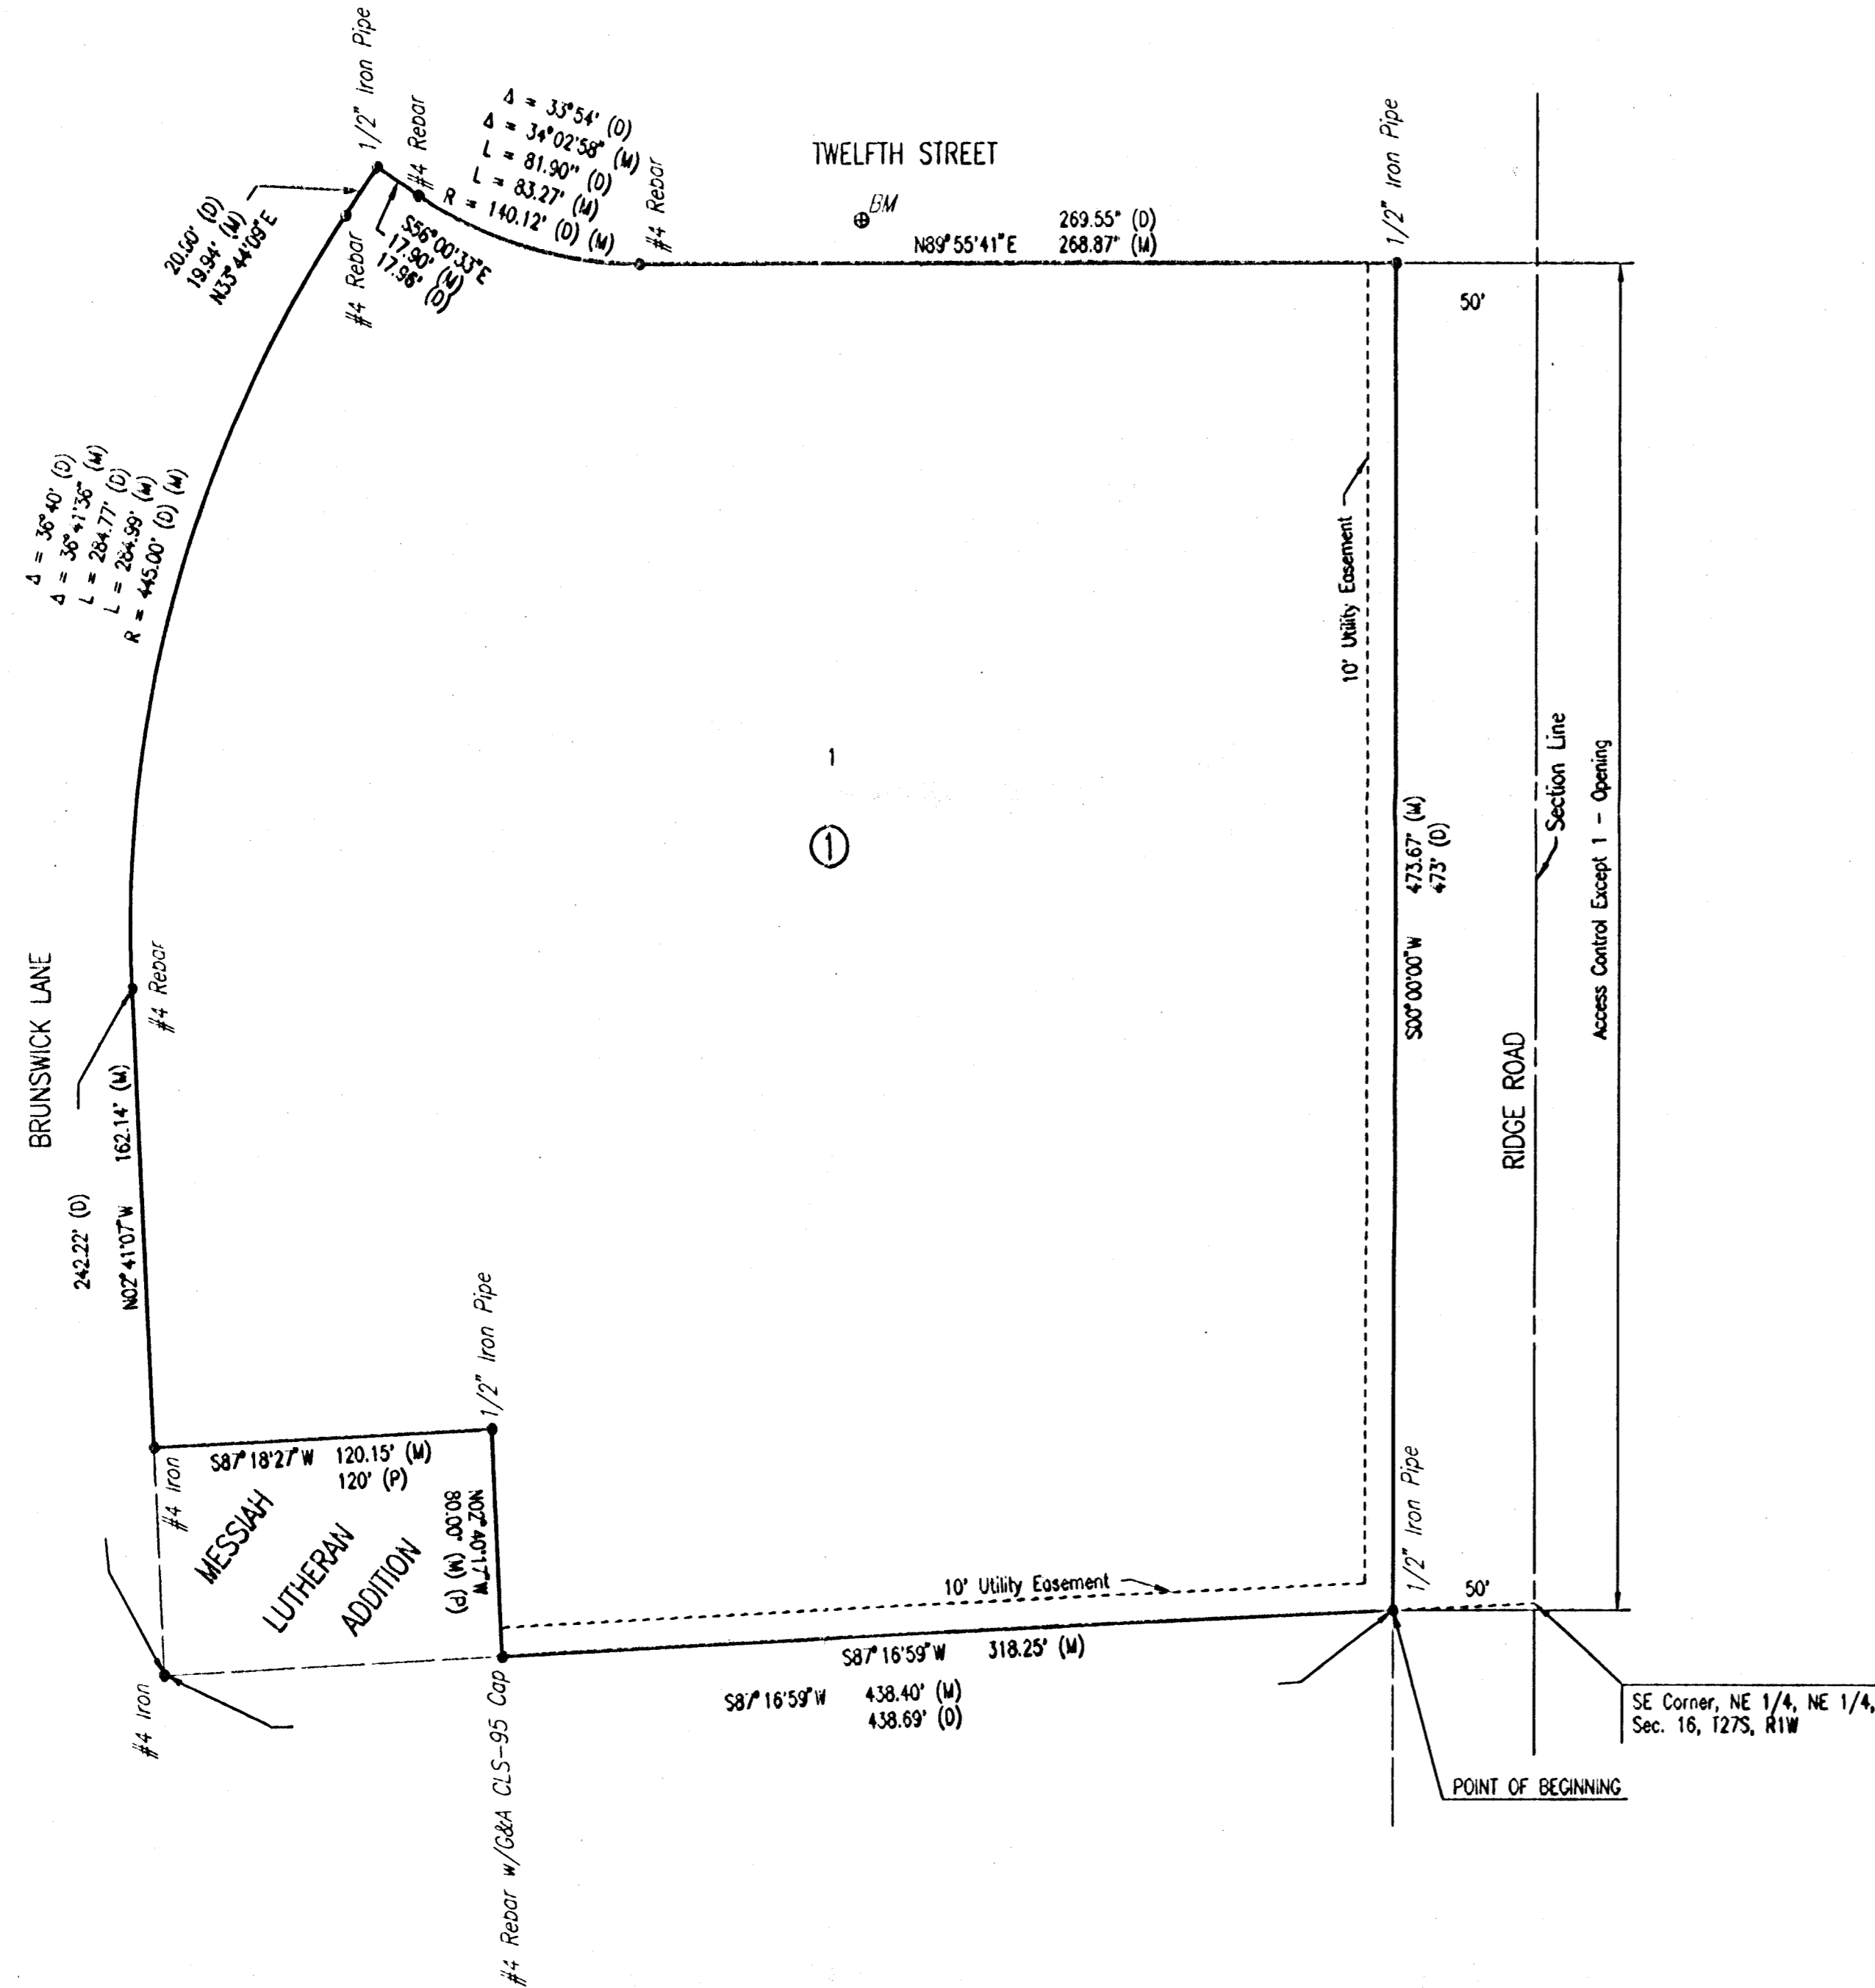 1/2" Iron Pipe
#4 Rebar
Δ = 33°54' (D)
Δ = 34°02'58" (M)
L = 81.90" (D)
L = 83.27' (M)
R = 140.12' (D) (M)
#4 Rebar
TWELFTH STREET
BM
269.55' (D)
N89°55'41"E 268.87' (M)
1/2" Iron Pipe
20.50' (D)
19.94' (M)
N33°44'09"E
#4 Rebar
S56°00'33"E
17.90' (M)
17.96' (D)
50'
Δ = 36°40' (D)
Δ = 36°41'36" (M)
L = 284.77' (D)
L = 284.99' (M)
R = 445.00' (D) (M)
10' Utility Easement
1
1
S00°00'00"W 473.67' (M)
473' (D)
Section Line
Access Control Except 1 - Opening
RIDGE ROAD
BRUNSWICK LANE
#4 Rebar
242.22' (D)
N02°41'07"W 162.14' (M)
1/2" Iron Pipe
S87°18'27"W 120.15' (M)
120' (P)
#4 Iron
MESSIAH
LUTHERAN
ADDITION
N02°40'17"W
80.00' (M) (P)
10' Utility Easement
1/2" Iron Pipe
50'
S87°16'59"W 318.25' (M)
S87°16'59"W 438.40' (M)
438.69' (D)
#4 Iron
#4 Rebar w/G&A CLS-95 Cap
SE Corner, NE 1/4, NE 1/4,
Sec. 16, T27S, R1W
POINT OF BEGINNING